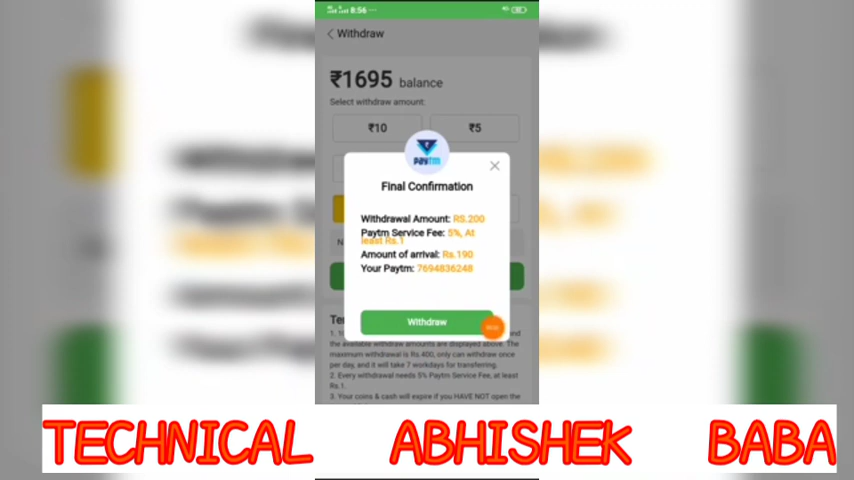 8:56
Withdraw
₹1695 balance
Select withdraw amount:
₹10 ₹5
PAYTM
Final Confirmation
Withdrawal Amount: RS.200
Paytm Service Fee: 5%, At
least Rs.1
Amount of arrival: Rs.190
Your Paytm: 7694836248
Withdraw
Te
and
the available withdraw amounts are displayed above. The
maximum withdrawal is Rs.400, only can withdraw once
per day, and it will take 7 workdays for transferring.
2. Every withdrawal needs 5% Paytm Service Fee, at least
Rs.1.
3. Your coins & cash will expire if you HAVE NOT open the
TECHNICAL ABHISHEK BABA